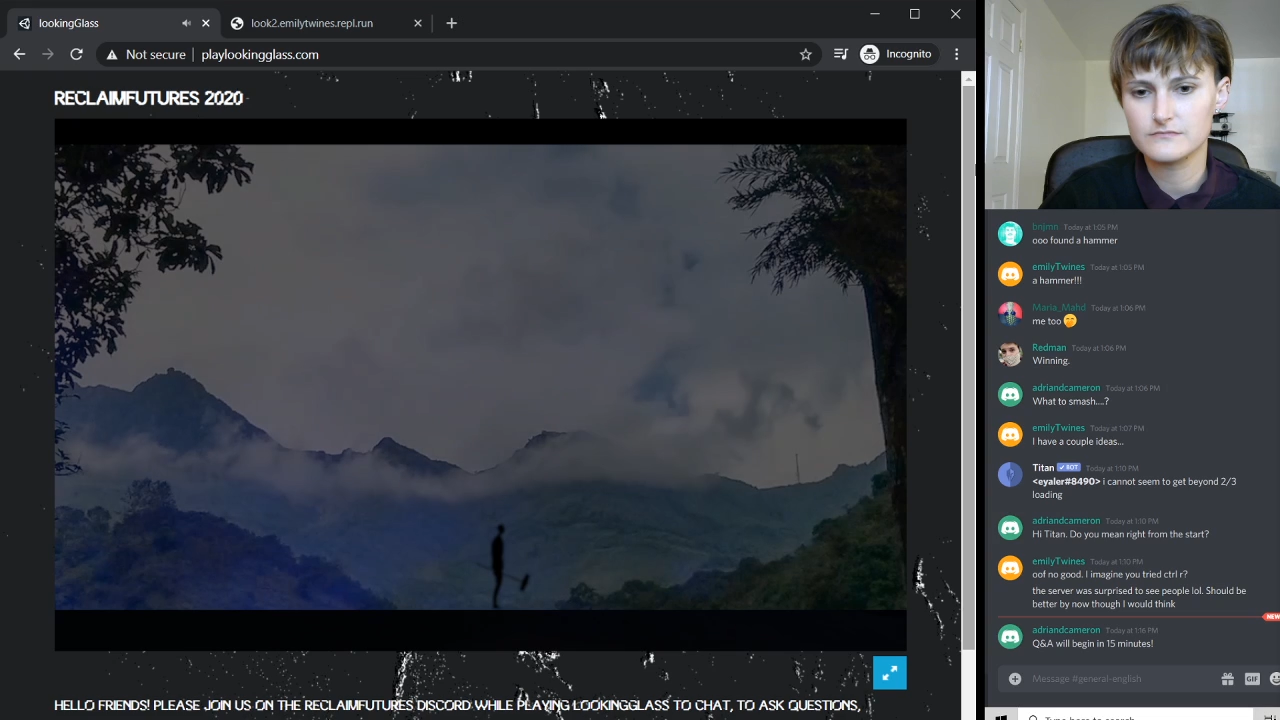 lookingGlass
look2.emilytwines.repl.run
Not secure
playlookingglass.com
Incognito
RECLAIMFUTURES 2020
HELLO FRIENDS! PLEASE JOIN US ON THE RECLAIMFUTURES DISCORD WHILE PLAYING LOOKINGGLASS TO CHAT, TO ASK QUESTIONS,
bnjmn Today at 1:05 PM
ooo found a hammer
emilyTwines Today at 1:05 PM
a hammer!!!
Maria_Mahd Today at 1:06 PM
me too
Redman Today at 1:06 PM
Winning.
adriandcameron Today at 1:06 PM
What to smash....?
emilyTwines Today at 1:07 PM
I have a couple ideas...
Titan BOT Today at 1:10 PM
<eyaler#8490> i cannot seem to get beyond 2/3
loading
adriandcameron Today at 1:10 PM
Hi Titan. Do you mean right from the start?
emilyTwines Today at 1:10 PM
oof no good. I imagine you tried ctrl r?
the server was surprised to see people lol. Should be
better by now though I would think
NEW
adriandcameron Today at 1:16 PM
Q&A will begin in 15 minutes!
Message #general-english
GIF
Type here to search